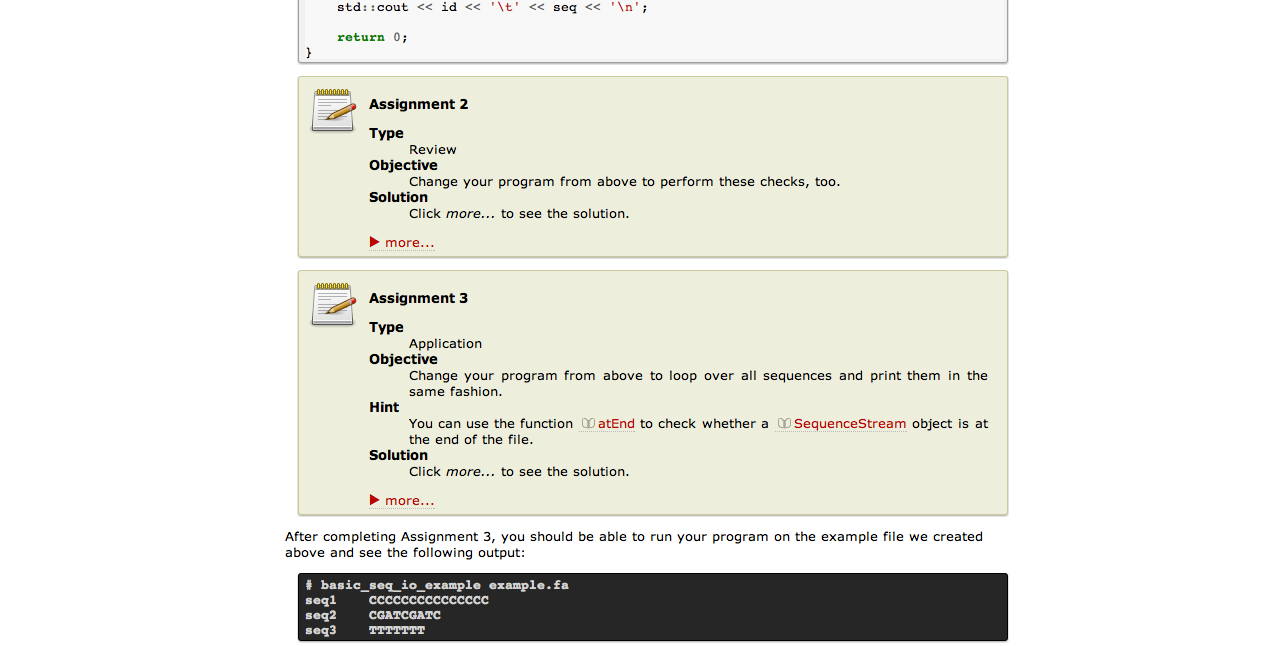 std::cout << id << '\t' << seq << '\n';
return 0;
}
Assignment 2
Type
Review
Objective
Change your program from above to perform these checks, too.
Solution
Click more... to see the solution.
more...
Assignment 3
Type
Application
Objective
Change your program from above to loop over all sequences and print them in the
same fashion.
Hint
You can use the function atEnd to check whether a SequenceStream object is at
the end of the file.
Solution
Click more... to see the solution.
more...
After completing Assignment 3, you should be able to run your program on the example file we created
above and see the following output:
# basic_seq_io_example example.fa
seq1 CCCCCCCCCCCCCCC
seq2 CGATCGATC
seq3 TTTTTTT